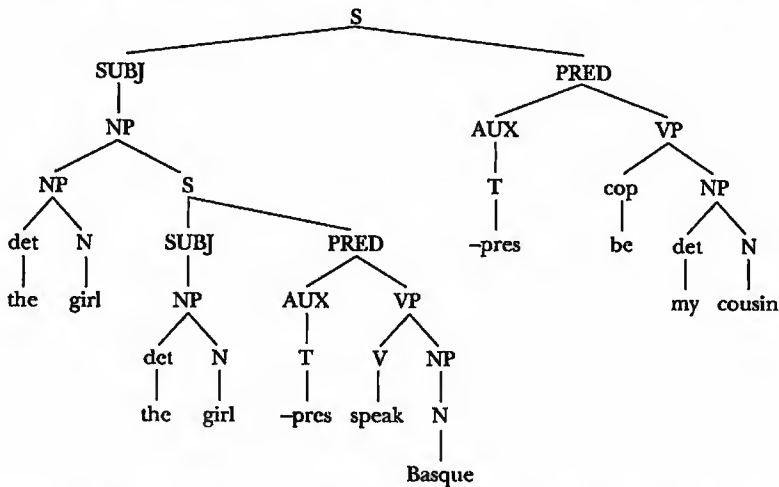 S
SUBJ PRED
NP AUX VP
NP S T cop NP
det N SUBJ PRED –pres be det N
the girl NP AUX VP my cousin
det N T V NP
the girl –pres speak N
Basque